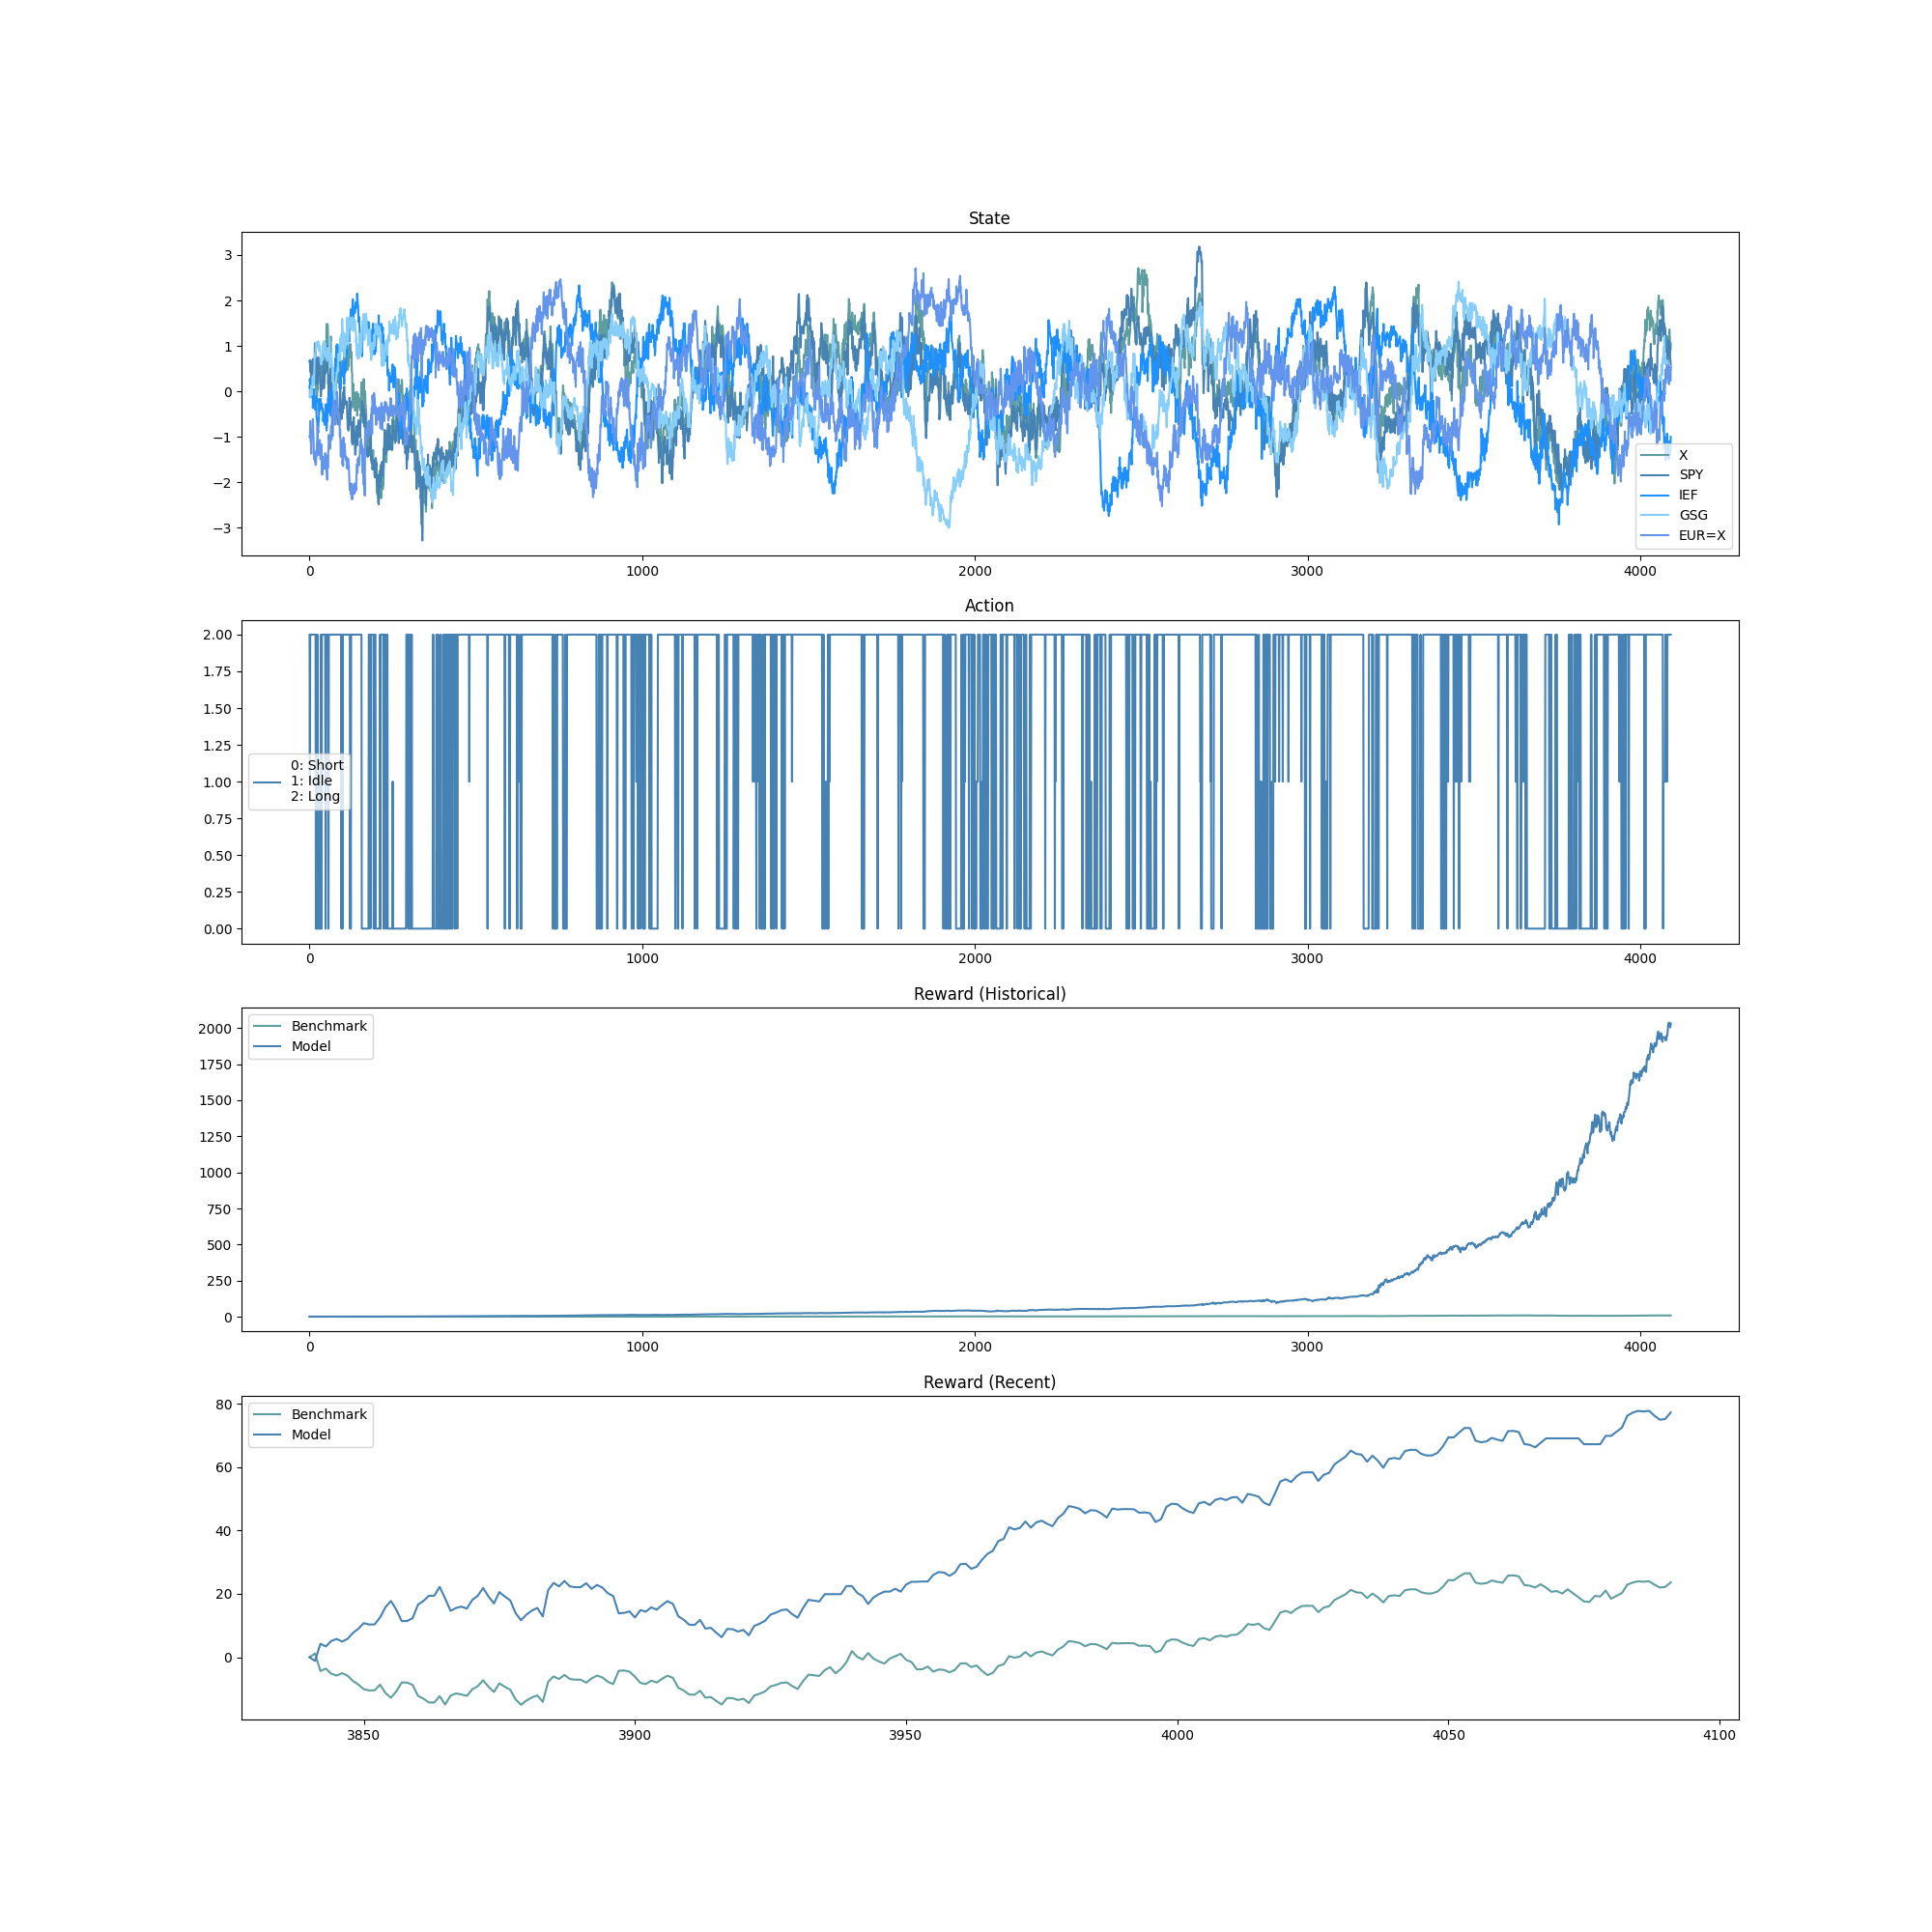 State
3
2
1
0
−1
−2
−3
X
SPY
IEF
GSG
EUR=X
0 1000 2000 3000 4000
Action
2.00
1.75
1.50
1.25
1.00
0.75
0.50
0.25
0.00
0: Short
1: Idle
2: Long
0 1000 2000 3000 4000
Reward (Historical)
Benchmark
Model
2000
1750
1500
1250
1000
750
500
250
0
0 1000 2000 3000 4000
Reward (Recent)
Benchmark
Model
80
60
40
20
0
3850 3900 3950 4000 4050 4100